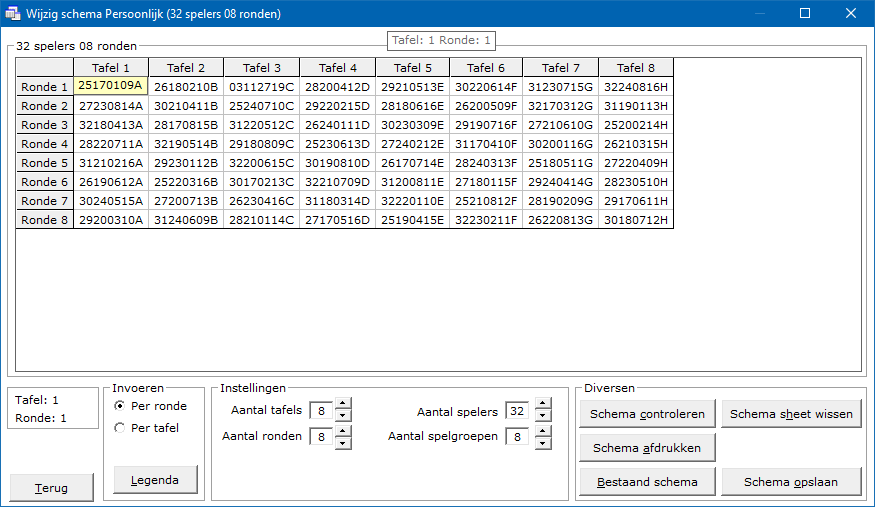 Wijzig schema Persoonlijk (32 spelers 08 ronden)
Tafel: 1 Ronde: 1
32 spelers 08 ronden
Tafel 1 Tafel 2 Tafel 3 Tafel 4 Tafel 5 Tafel 6 Tafel 7 Tafel 8
Ronde 1 25170109A 26180210B 03112719C 28200412D 29210513E 30220614F 31230715G 32240816H
Ronde 2 27230814A 30210411B 25240710C 29220215D 28180616E 26200509F 32170312G 31190113H
Ronde 3 32180413A 28170815B 31220512C 26240111D 30230309E 29190716F 27210610G 25200214H
Ronde 4 28220711A 32190514B 29180809C 25230613D 27240212E 31170410F 30200116G 26210315H
Ronde 5 31210216A 29230112B 32200615C 30190810D 26170714E 28240313F 25180511G 27220409H
Ronde 6 26190612A 25220316B 30170213C 32210709D 31200811E 27180115F 29240414G 28230510H
Ronde 7 30240515A 27200713B 26230416C 31180314D 32220110E 25210812F 28190209G 29170611H
Ronde 8 29200310A 31240609B 28210114C 27170516D 25190415E 32230211F 26220813G 30180712H
Tafel: 1
Ronde: 1
Terug
Invoeren
Per ronde
Per tafel
Legenda
Instellingen
Aantal tafels 8
Aantal spelers 32
Aantal ronden 8
Aantal spelgroepen 8
Diversen
Schema controleren
Schema sheet wissen
Schema afdrukken
Bestaand schema
Schema opslaan